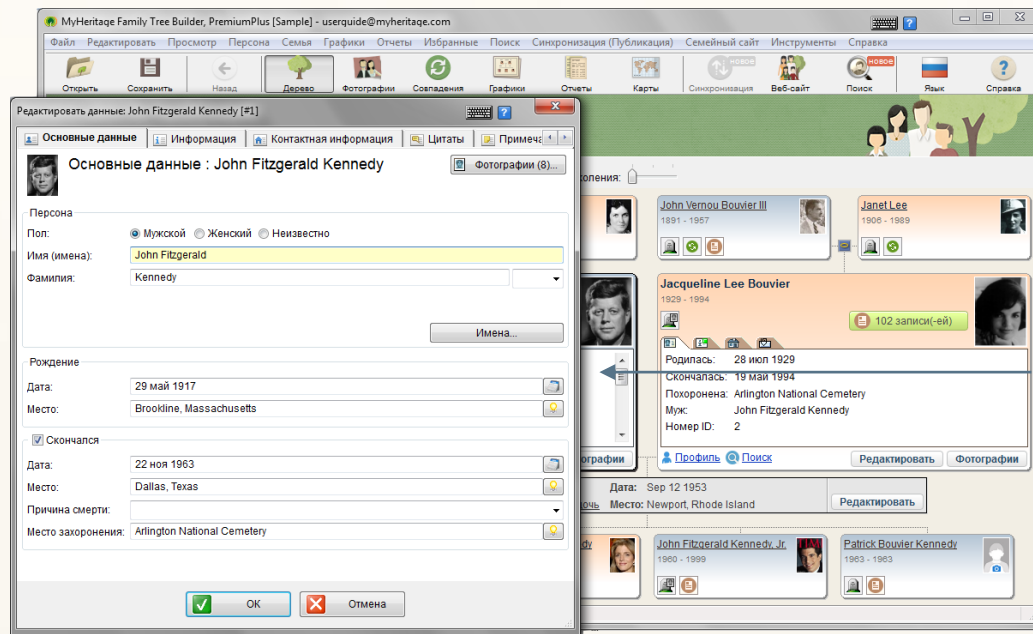 MyHeritage Family Tree Builder, PremiumPlus [Sample] - userguide@myheritage.com
Файл Редактировать Просмотр Персона Семья Графики Отчеты Избранные Поиск Синхронизация (Публикация) Семейный сайт Инструменты Справка
НОВОЕ НОВОЕ
Открыть Сохранить Назад Дерево Фотографии Совпадения Графики Отчеты Карты Синхронизация Веб-сайт Поиск Язык Справка
Редактировать данные: John Fitzgerald Kennedy [#1]
Основные данные Информация Контактная информация Цитаты Примеча
Основные данные : John Fitzgerald Kennedy
Фотографии (8)...
Персона
Пол: Мужской Женский Неизвестно
Имя (имена): John Fitzgerald
Фамилия: Kennedy
Имена...
Рождение
Дата: 29 май 1917
Место: Brookline, Massachusetts
Скончался
Дата: 22 ноя 1963
Место: Dallas, Texas
Причина смерти:
Место захоронения: Arlington National Cemetery
ОК Отмена
оления:
John Vernou Bouvier III
1891 - 1957
Janet Lee
1906 - 1989
Jacqueline Lee Bouvier
1929 - 1994
102 записи(-ей)
Родилась: 28 июл 1929
Скончалась: 19 май 1994
Похоронена: Arlington National Cemetery
Муж: John Fitzgerald Kennedy
Номер ID: 2
ографии
Профиль Поиск Редактировать Фотографии
Дата: Sep 12 1953
очь Место: Newport, Rhode Island
Редактировать
dy
John Fitzgerald Kennedy, Jr.
1960 - 1999
Patrick Bouvier Kennedy
1963 - 1963